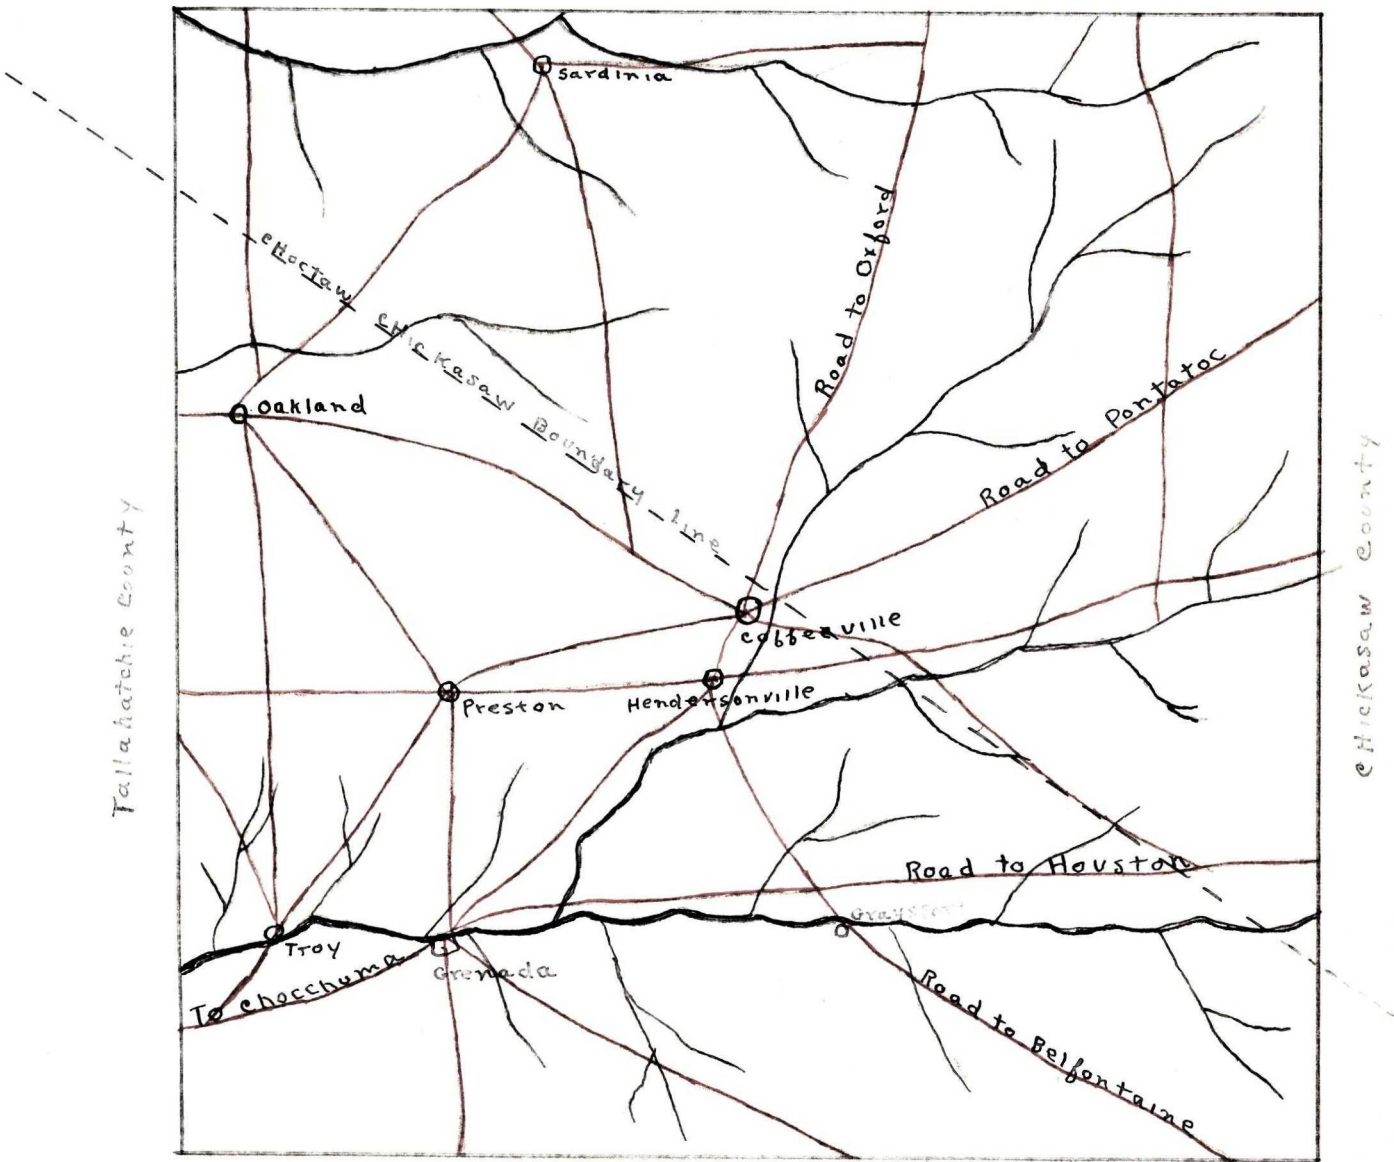 Sardinia
Road to Oxford
Choctaw Chickasaw Boundary Line
Road to Pontatoc
Oakland
Tallahatchie County
Chickasaw County
Coffeeville
Preston
Hendersonville
Road to Houston
Graysport
Troy
Grenada
To Chocchuma
Road to Belfontaine